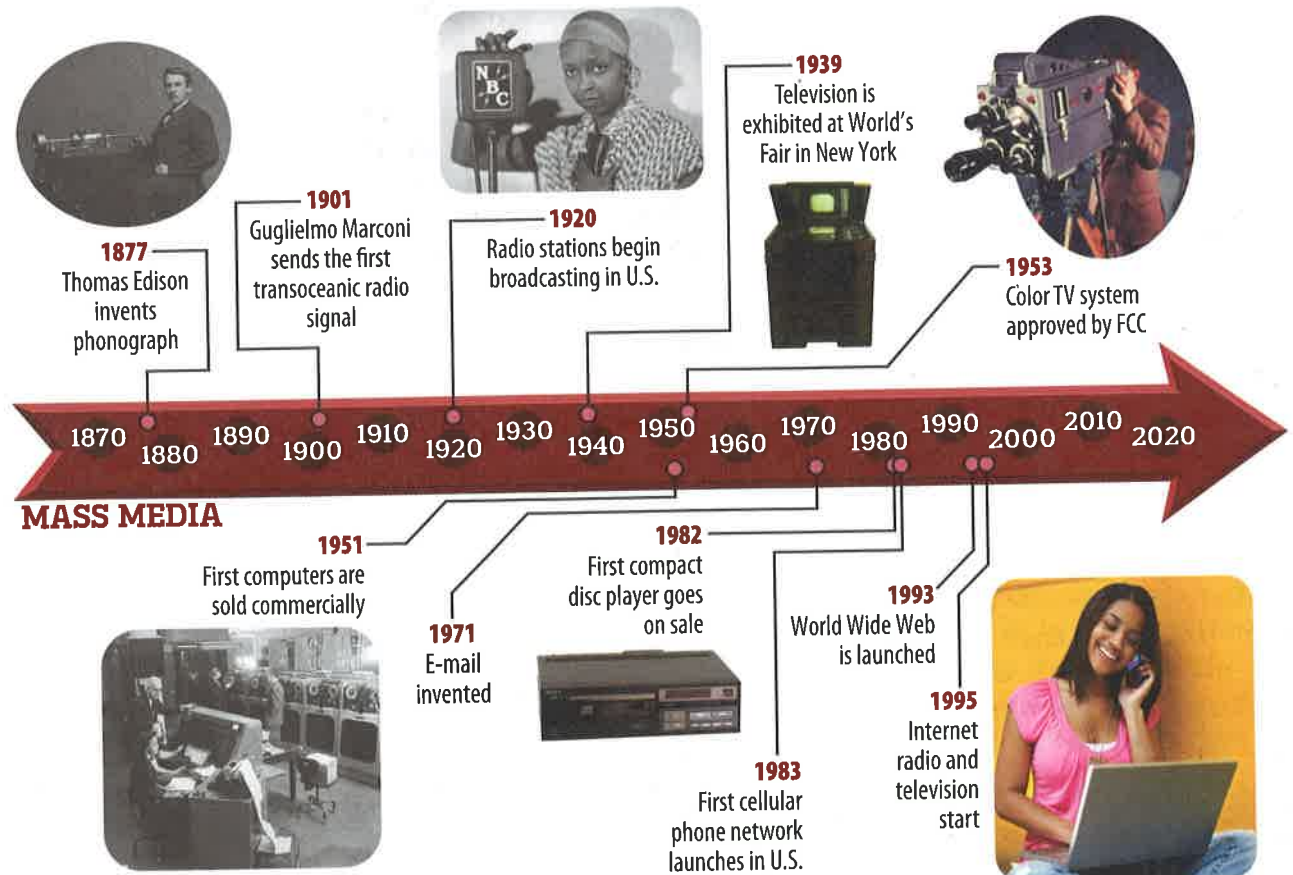 1877
Thomas Edison
invents
phonograph
1901
Guglielmo Marconi
sends the first
transoceanic radio
signal
N
B
C
1920
Radio stations begin
broadcasting in U.S.
1939
Television is
exhibited at World's
Fair in New York
1953
Color TV system
approved by FCC
1870
1880
1890
1900
1910
1920
1930
1940
1950
1960
1970
1980
1990
2000
2010
2020
MASS MEDIA
1951
First computers are
sold commercially
1971
E-mail
invented
1982
First compact
disc player goes
on sale
1983
First cellular
phone network
launches in U.S.
1993
World Wide Web
is launched
1995
Internet
radio and
television
start